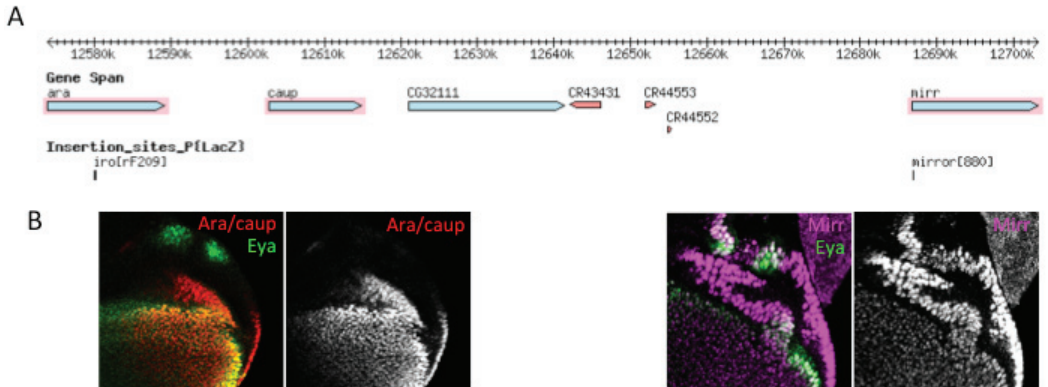 A
12580k 12590k 12600k 12610k 12620k 12630k 12640k 12650k 12660k 12670k 12680k 12690k 12700k
Gene Span
ara caup CG32111 CR43431 CR44553 mirr
CR44552
Insertion_sites_P{LacZ}
iro[rF209] mirror[880]
B
Ara/caup Ara/caup Mirr Mirr
Eya Eya